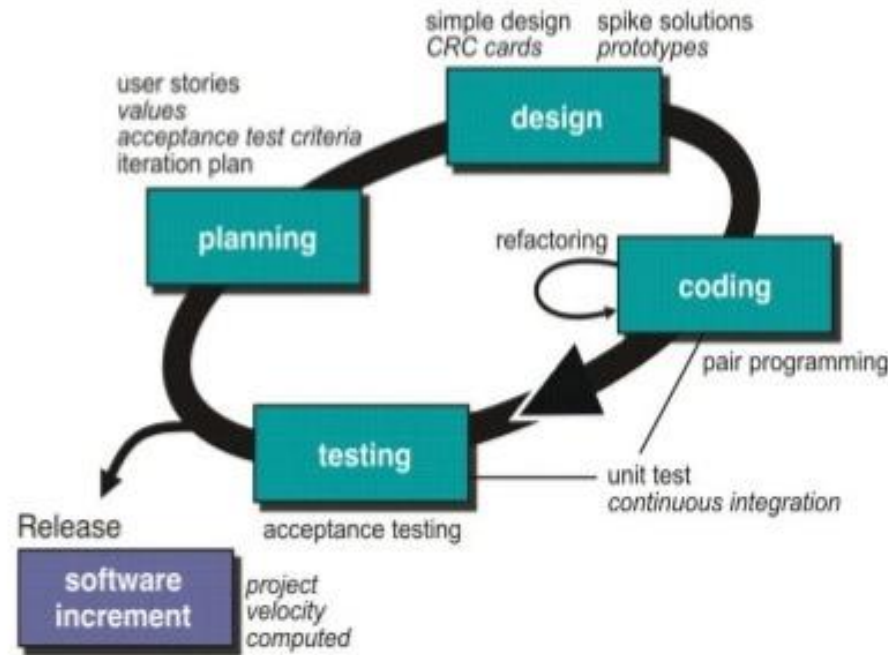 simple design
CRC cards
spike solutions
prototypes
user stories
values
acceptance test criteria
iteration plan
design
planning
refactoring
coding
pair programming
testing
unit test
continuous integration
acceptance testing
Release
software
increment
project
velocity
computed